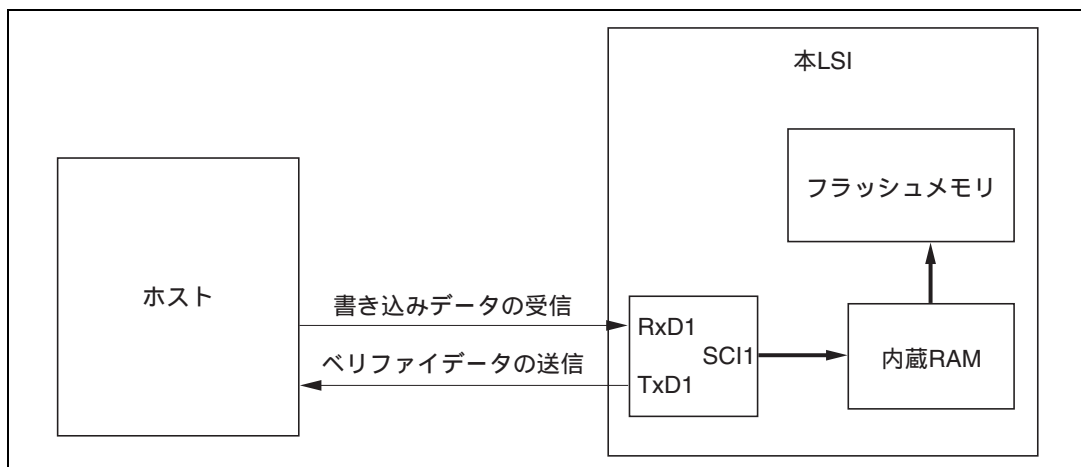 本LSI
フラッシュメモリ
ホスト
書き込みデータの受信
RxD1
SCI1
内蔵RAM
ベリファイデータの送信
TxD1